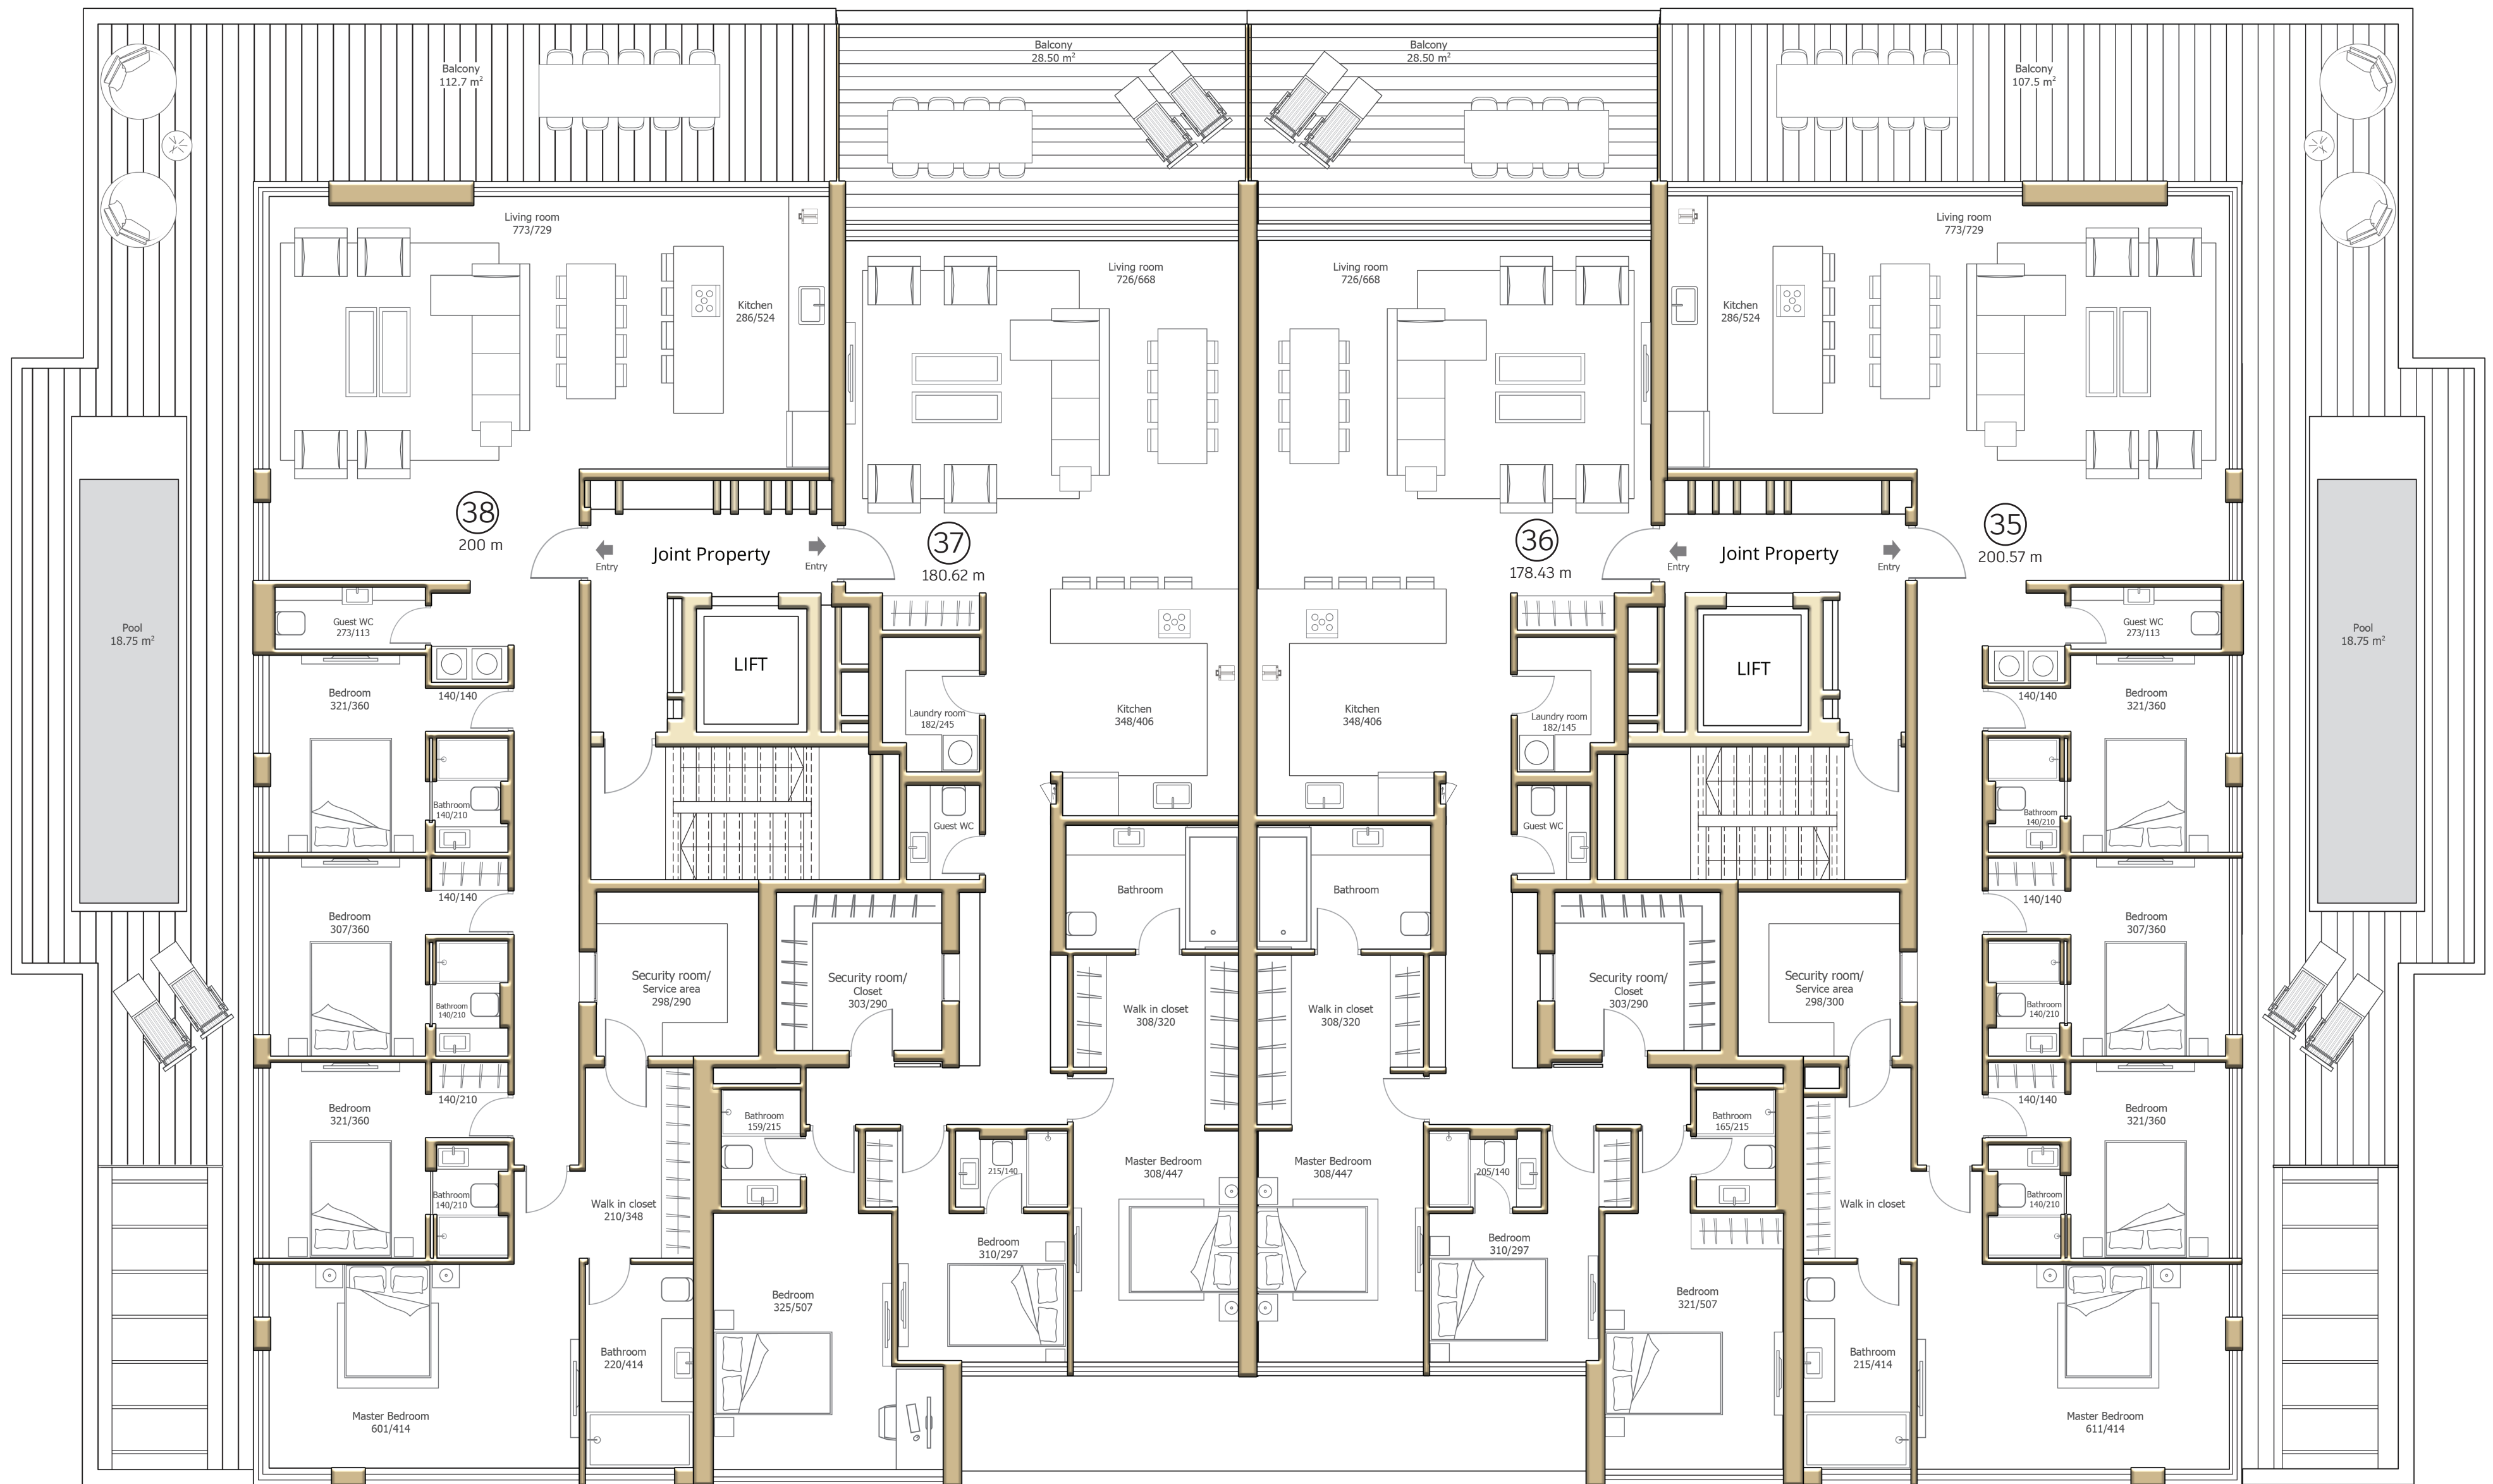 Balcony
112.7 m²
Balcony
28.50 m²
Balcony
28.50 m²
Balcony
107.5 m²
Living room
773/729
Kitchen
286/524
Living room
726/668
Living room
726/668
Kitchen
286/524
Living room
773/729
38
200 m
Entry
Joint Property
Entry
37
180.62 m
36
178.43 m
Entry
Joint Property
Entry
35
200.57 m
Pool
18.75 m²
Guest WC
273/113
LIFT
LIFT
Guest WC
273/113
Pool
18.75 m²
Bedroom
321/360
140/140
Laundry room
182/245
Kitchen
348/406
Kitchen
348/406
Laundry room
182/145
140/140
Bedroom
321/360
Bathroom
140/210
Guest WC
Guest WC
Bathroom
140/210
Bedroom
307/360
140/140
Bathroom
Bathroom
140/140
Bedroom
307/360
Bathroom
140/210
Security room/
Service area
298/290
Security room/
Closet
303/290
Walk in closet
308/320
Walk in closet
308/320
Security room/
Closet
303/290
Security room/
Service area
298/300
Bathroom
140/210
Bedroom
321/360
140/210
Bathroom
159/215
Bathroom
165/215
140/140
Bedroom
321/360
Bathroom
140/210
Walk in closet
210/348
215/140
Master Bedroom
308/447
Master Bedroom
308/447
205/140
Walk in closet
Bathroom
140/210
Bedroom
310/297
Bedroom
310/297
Bedroom
325/507
Bedroom
321/507
Bathroom
220/414
Bathroom
215/414
Master Bedroom
601/414
Master Bedroom
611/414